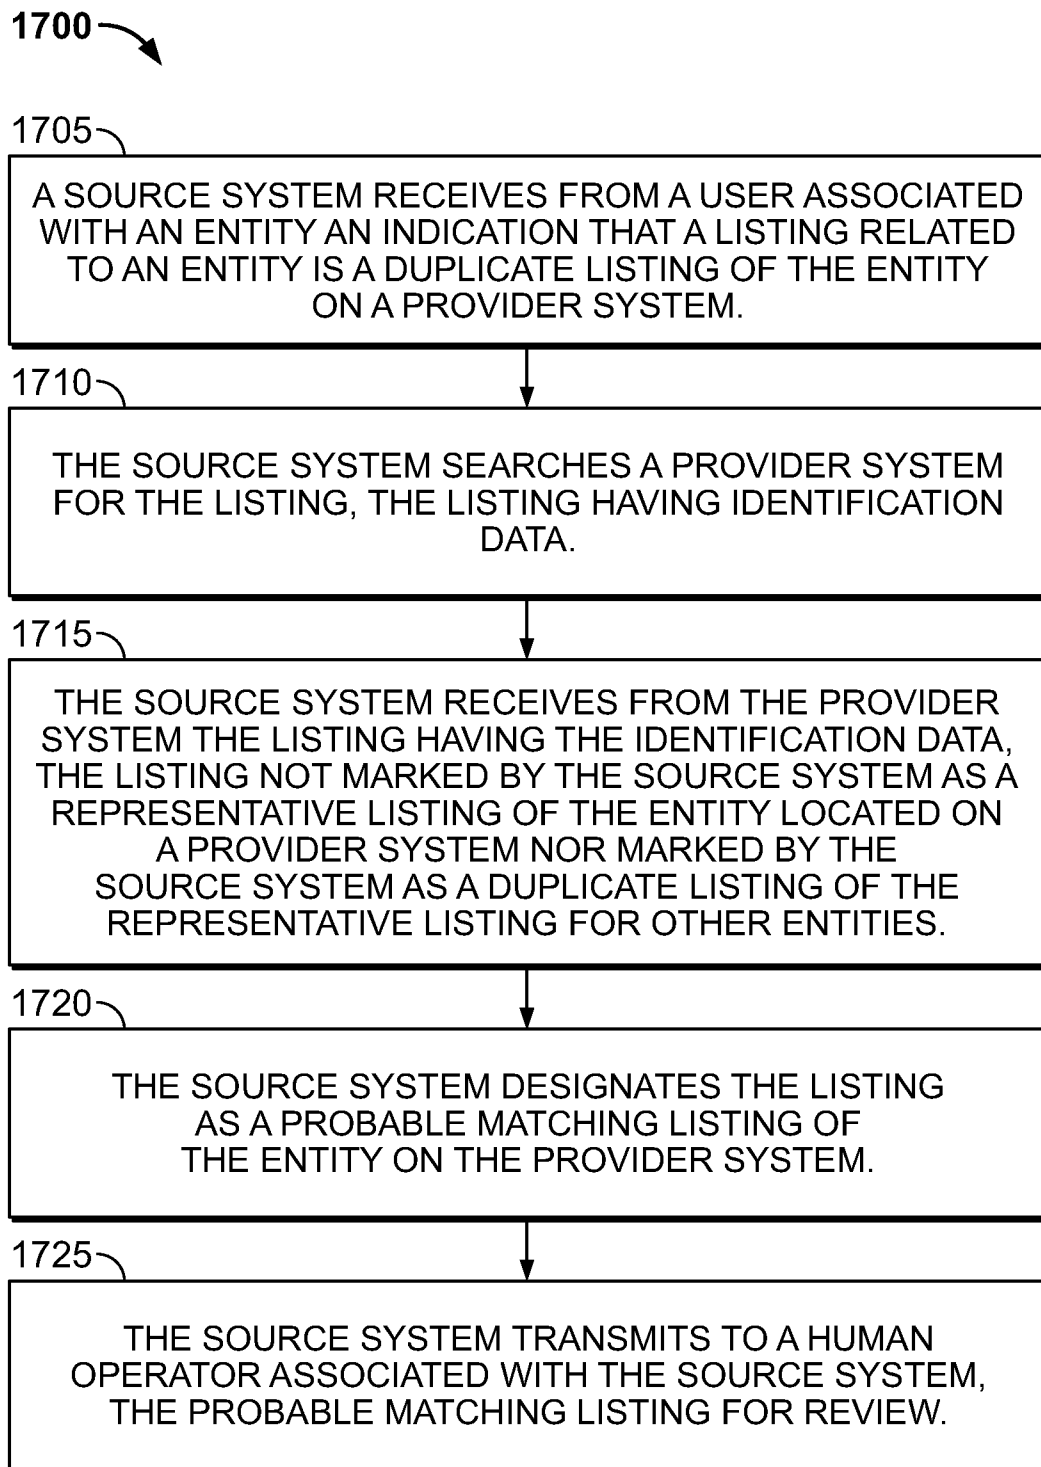 1700
1705
A SOURCE SYSTEM RECEIVES FROM A USER ASSOCIATED
WITH AN ENTITY AN INDICATION THAT A LISTING RELATED
TO AN ENTITY IS A DUPLICATE LISTING OF THE ENTITY
ON A PROVIDER SYSTEM.
1710
THE SOURCE SYSTEM SEARCHES A PROVIDER SYSTEM
FOR THE LISTING, THE LISTING HAVING IDENTIFICATION
DATA.
1715
THE SOURCE SYSTEM RECEIVES FROM THE PROVIDER
SYSTEM THE LISTING HAVING THE IDENTIFICATION DATA,
THE LISTING NOT MARKED BY THE SOURCE SYSTEM AS A
REPRESENTATIVE LISTING OF THE ENTITY LOCATED ON
A PROVIDER SYSTEM NOR MARKED BY THE
SOURCE SYSTEM AS A DUPLICATE LISTING OF THE
REPRESENTATIVE LISTING FOR OTHER ENTITIES.
1720
THE SOURCE SYSTEM DESIGNATES THE LISTING
AS A PROBABLE MATCHING LISTING OF
THE ENTITY ON THE PROVIDER SYSTEM.
1725
THE SOURCE SYSTEM TRANSMITS TO A HUMAN
OPERATOR ASSOCIATED WITH THE SOURCE SYSTEM,
THE PROBABLE MATCHING LISTING FOR REVIEW.